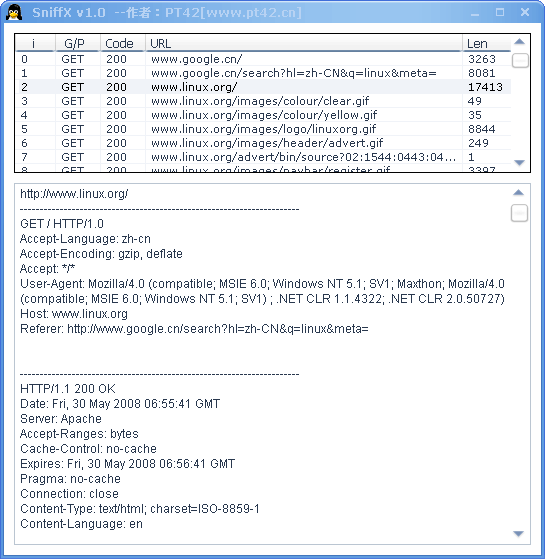 SniffX v1.0 --作者：PT42[www.pt42.cn]
i G/P Code URL Len
0 GET 200 www.google.cn/ 3263
1 GET 200 www.google.cn/search?hl=zh-CN&q=linux&meta= 8081
2 GET 200 www.linux.org/ 17413
3 GET 200 www.linux.org/images/colour/clear.gif 49
4 GET 200 www.linux.org/images/colour/yellow.gif 35
5 GET 200 www.linux.org/images/logo/linuxorg.gif 8844
6 GET 200 www.linux.org/images/header/advert.gif 249
7 GET 200 www.linux.org/advert/bin/source?02:1544:0443:04... 1
8 GET 200 www.linux.org/images/navbar/register.gif 3397
http://www.linux.org/
----------------------------------------------------------------------
GET / HTTP/1.0
Accept-Language: zh-cn
Accept-Encoding: gzip, deflate
Accept: */*
User-Agent: Mozilla/4.0 (compatible; MSIE 6.0; Windows NT 5.1; SV1; Maxthon; Mozilla/4.0
(compatible; MSIE 6.0; Windows NT 5.1; SV1) ; .NET CLR 1.1.4322; .NET CLR 2.0.50727)
Host: www.linux.org
Referer: http://www.google.cn/search?hl=zh-CN&q=linux&meta=
----------------------------------------------------------------------
HTTP/1.1 200 OK
Date: Fri, 30 May 2008 06:55:41 GMT
Server: Apache
Accept-Ranges: bytes
Cache-Control: no-cache
Expires: Fri, 30 May 2008 06:56:41 GMT
Pragma: no-cache
Connection: close
Content-Type: text/html; charset=ISO-8859-1
Content-Language: en